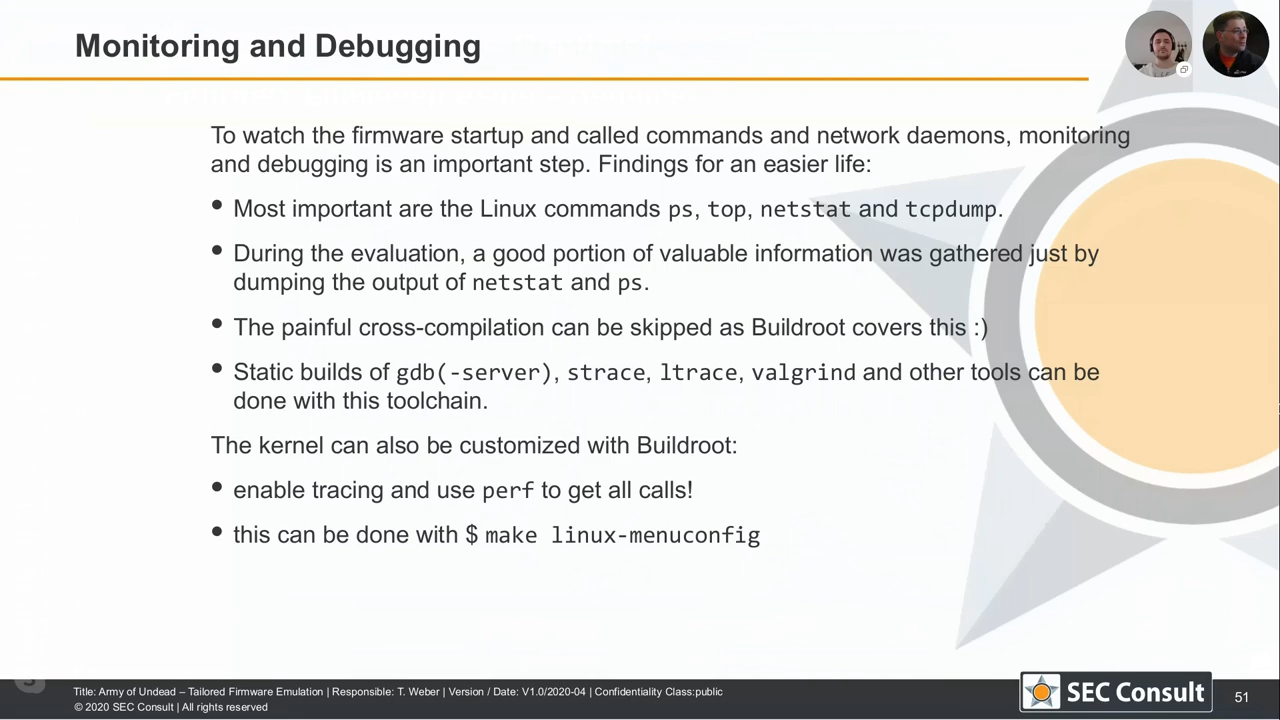 Monitoring and Debugging
To watch the firmware startup and called commands and network daemons, monitoring
and debugging is an important step. Findings for an easier life:
• Most important are the Linux commands ps, top, netstat and tcpdump.
• During the evaluation, a good portion of valuable information was gathered just by
dumping the output of netstat and ps.
• The painful cross-compilation can be skipped as Buildroot covers this :)
• Static builds of gdb(-server), strace, ltrace, valgrind and other tools can be
done with this toolchain.
The kernel can also be customized with Buildroot:
• enable tracing and use perf to get all calls!
• this can be done with $ make linux-menuconfig
Title: Army of Undead – Tailored Firmware Emulation | Responsible: T. Weber | Version / Date: V1.0/2020-04 | Confidentiality Class:public
© 2020 SEC Consult | All rights reserved
SEC Consult
51